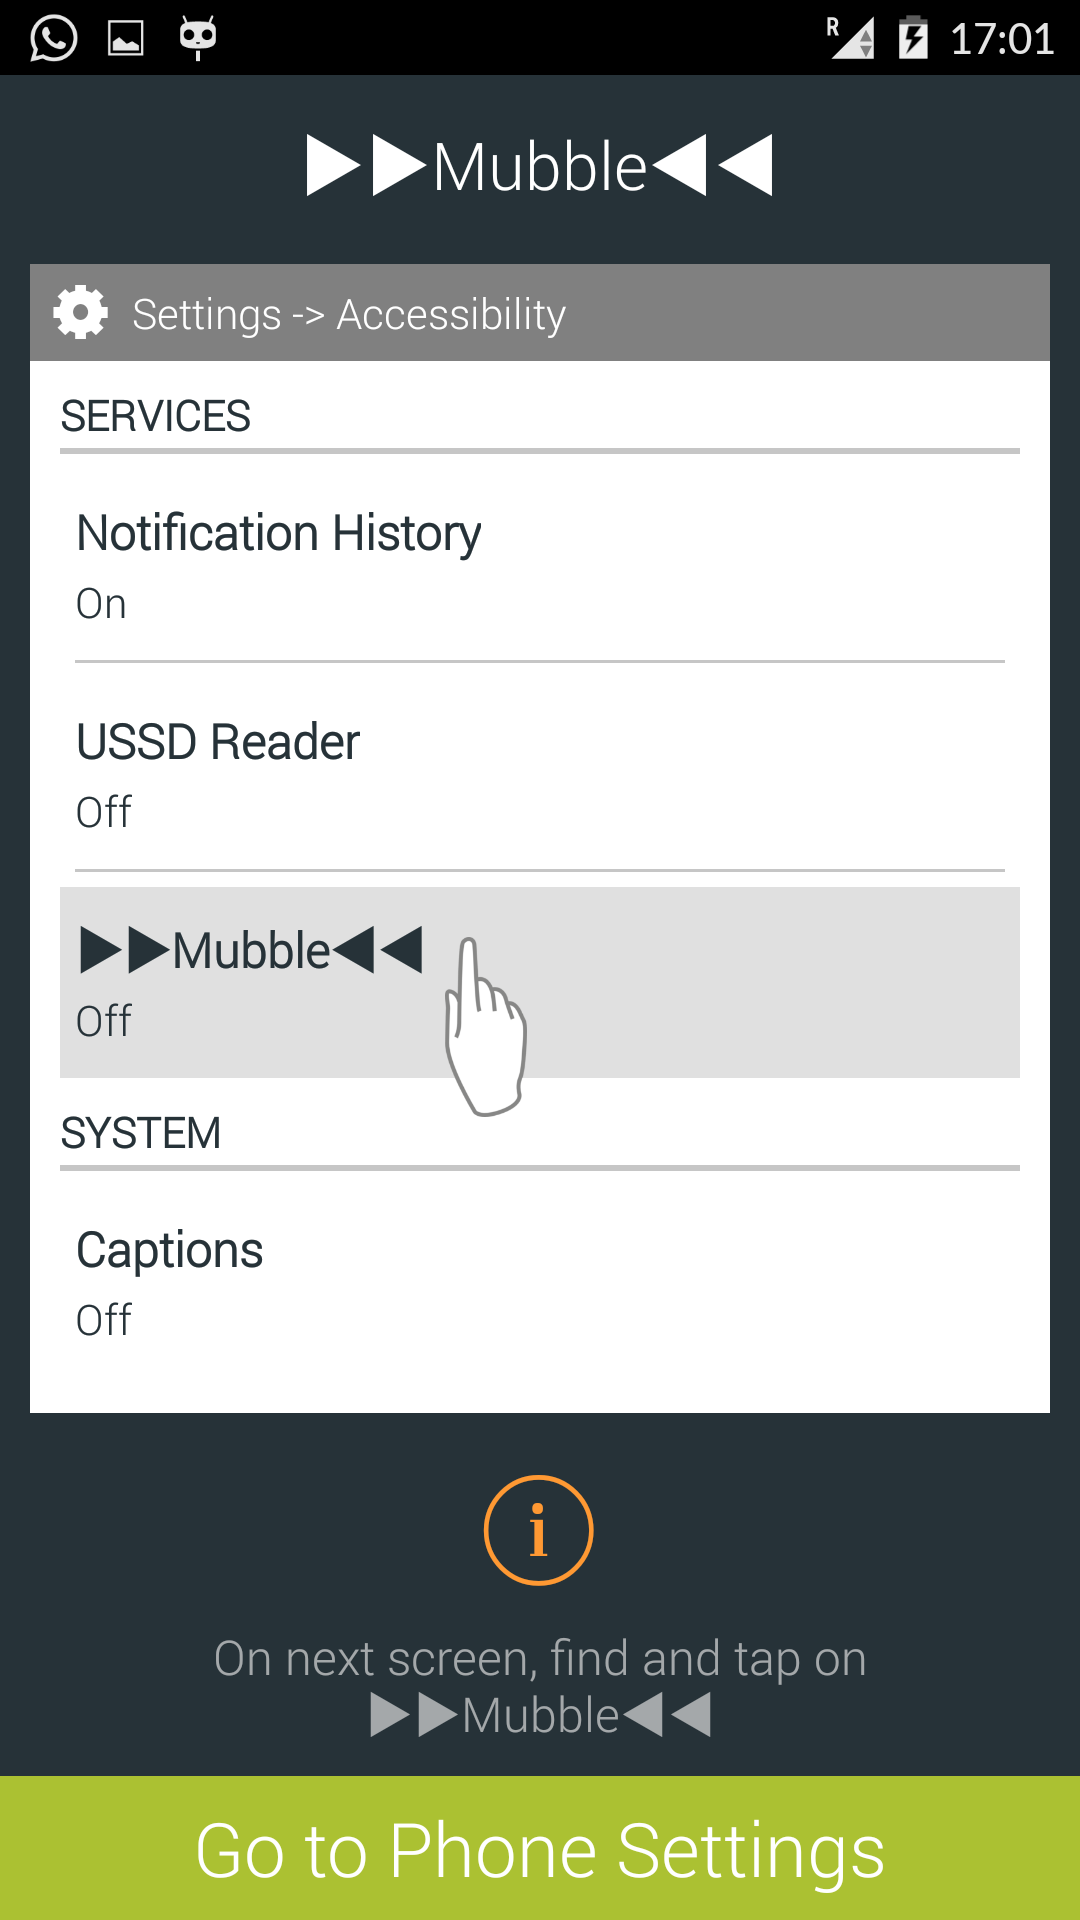 R 17:01
▶▶Mubble◀◀
Settings -> Accessibility
SERVICES
Notification History
On
USSD Reader
Off
▶▶Mubble◀◀
Off
SYSTEM
Captions
Off
i
On next screen, find and tap on
▶▶Mubble◀◀
Go to Phone Settings